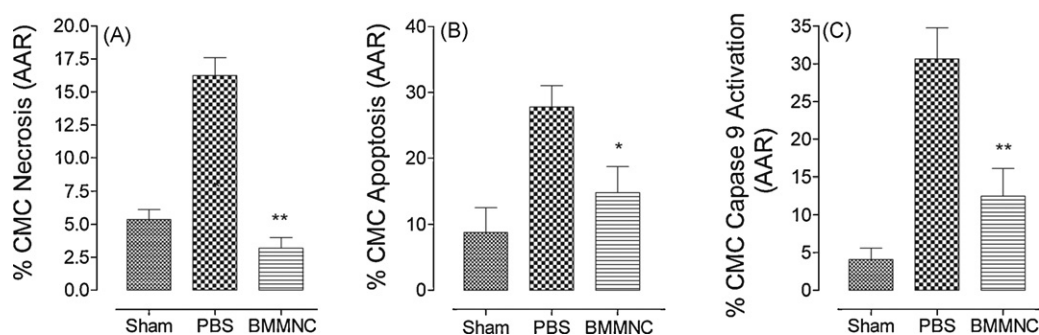 (A)
% CMC Necrosis (AAR)
20.0
17.5
15.0
12.5
10.0
7.5
5.0
2.5
0.0
**
Sham PBS BMMNC
(B)
% CMC Apoptosis (AAR)
40
30
20
10
0
*
Sham PBS BMMNC
(C)
% CMC Capase 9 Activation
(AAR)
35
30
25
20
15
10
5
0
**
Sham PBS BMMNC